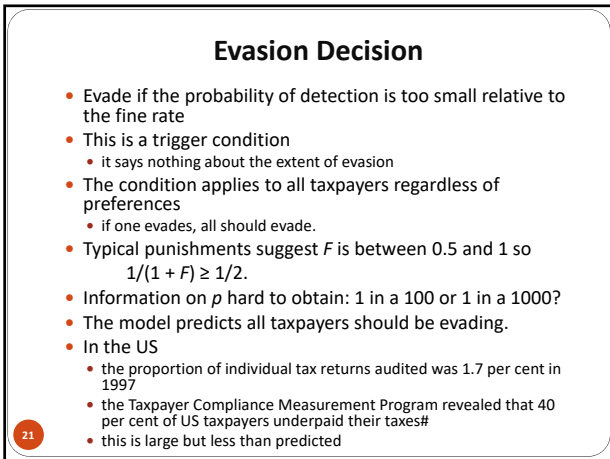 Evasion Decision
• Evade if the probability of detection is too small relative to
the fine rate
• This is a trigger condition
• it says nothing about the extent of evasion
• The condition applies to all taxpayers regardless of
preferences
• if one evades, all should evade.
• Typical punishments suggest F is between 0.5 and 1 so
1/(1 + F) ≥ 1/2.
• Information on p hard to obtain: 1 in a 100 or 1 in a 1000?
• The model predicts all taxpayers should be evading.
• In the US
• the proportion of individual tax returns audited was 1.7 per cent in
1997
• the Taxpayer Compliance Measurement Program revealed that 40
per cent of US taxpayers underpaid their taxes#
• this is large but less than predicted
21